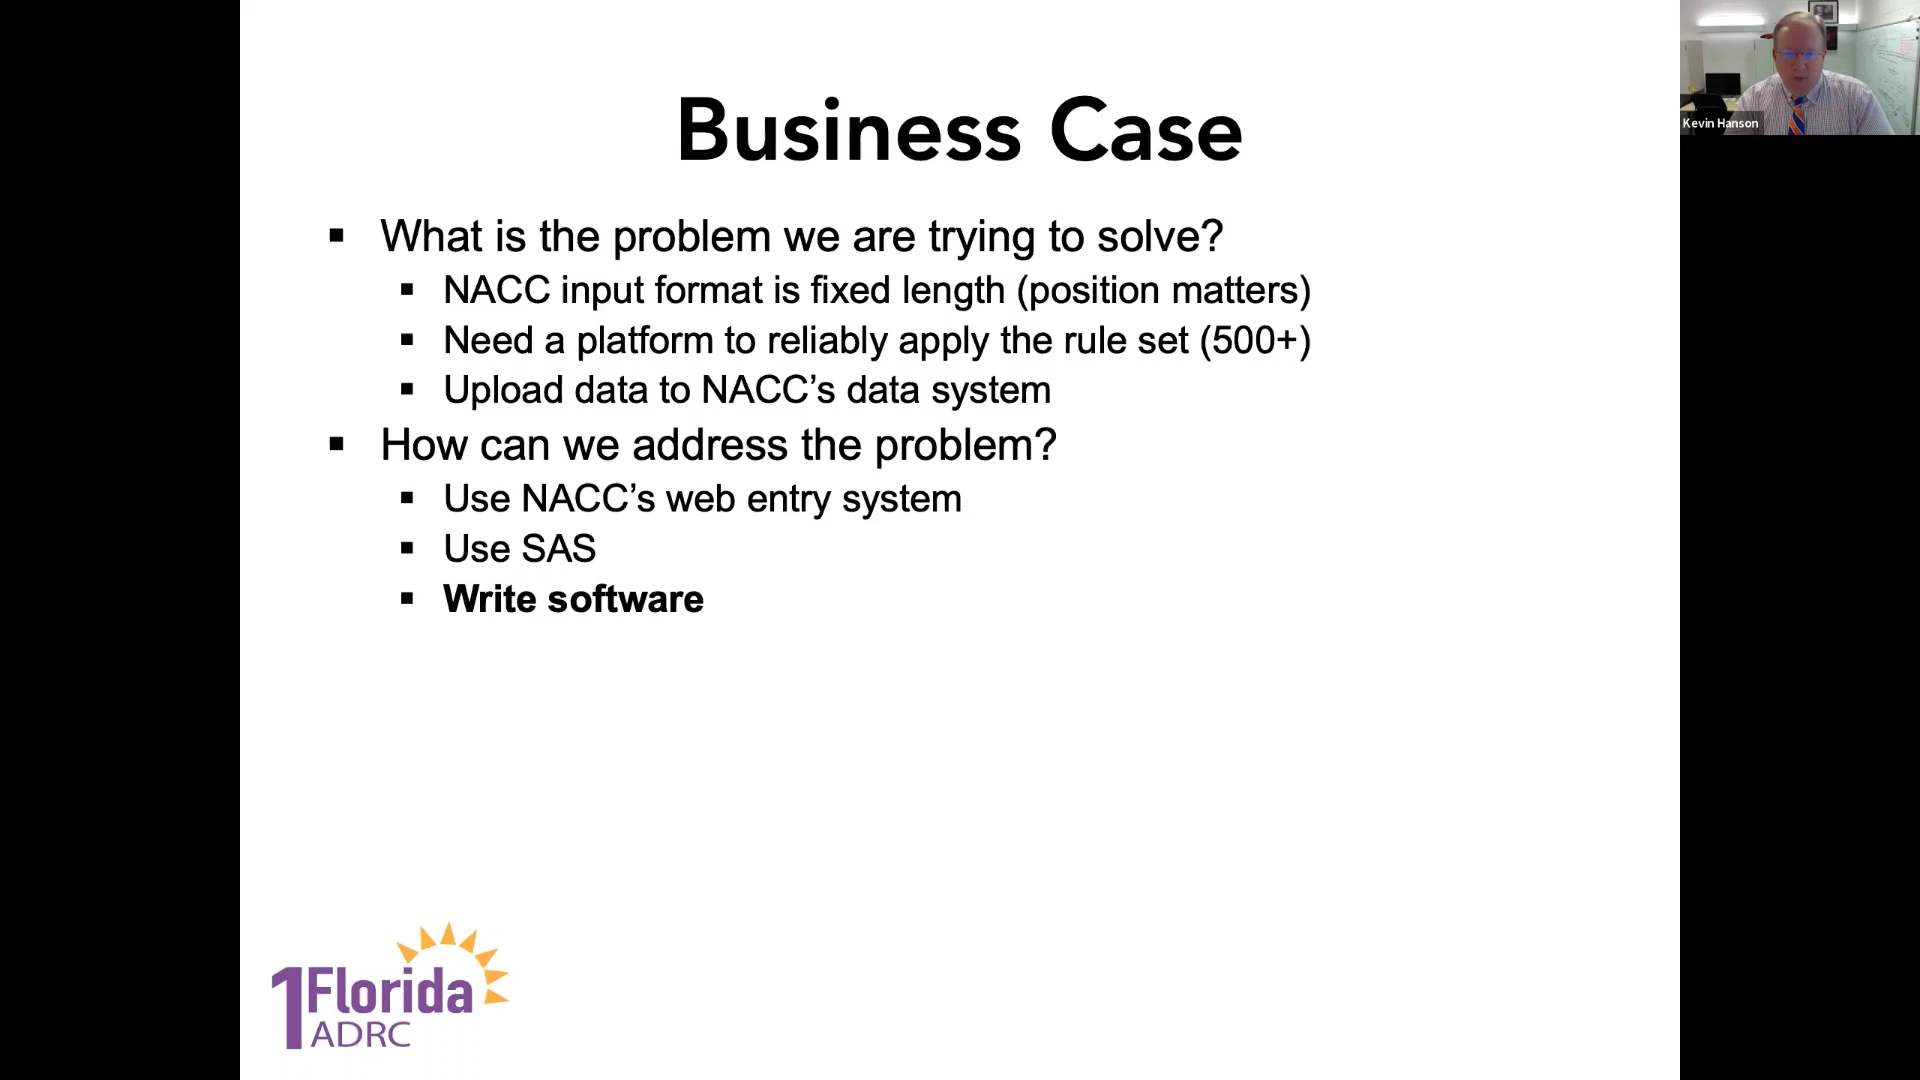 Business Case
▪ What is the problem we are trying to solve?
▪ NACC input format is fixed length (position matters)
▪ Need a platform to reliably apply the rule set (500+)
▪ Upload data to NACC’s data system
▪ How can we address the problem?
▪ Use NACC’s web entry system
▪ Use SAS
▪ Write software
1Florida
ADRC
Kevin Hanson